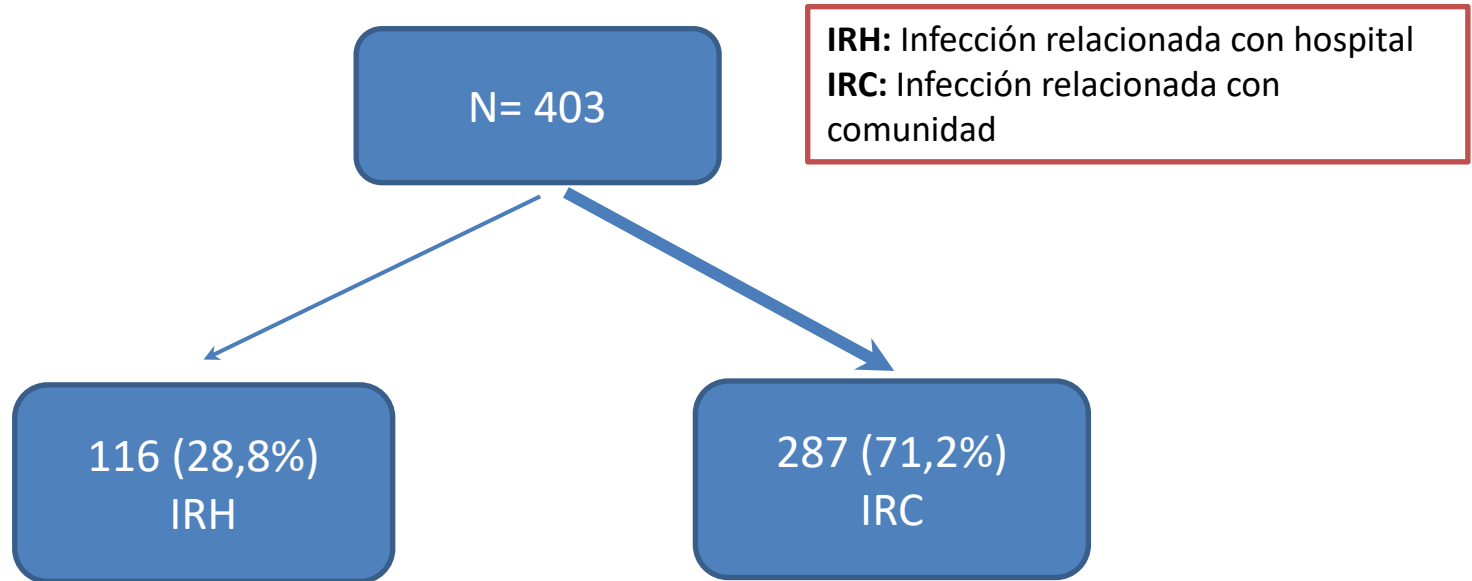 N= 403
IRH: Infección relacionada con hospital
IRC: Infección relacionada con
comunidad
116 (28,8%)
IRH
287 (71,2%)
IRC